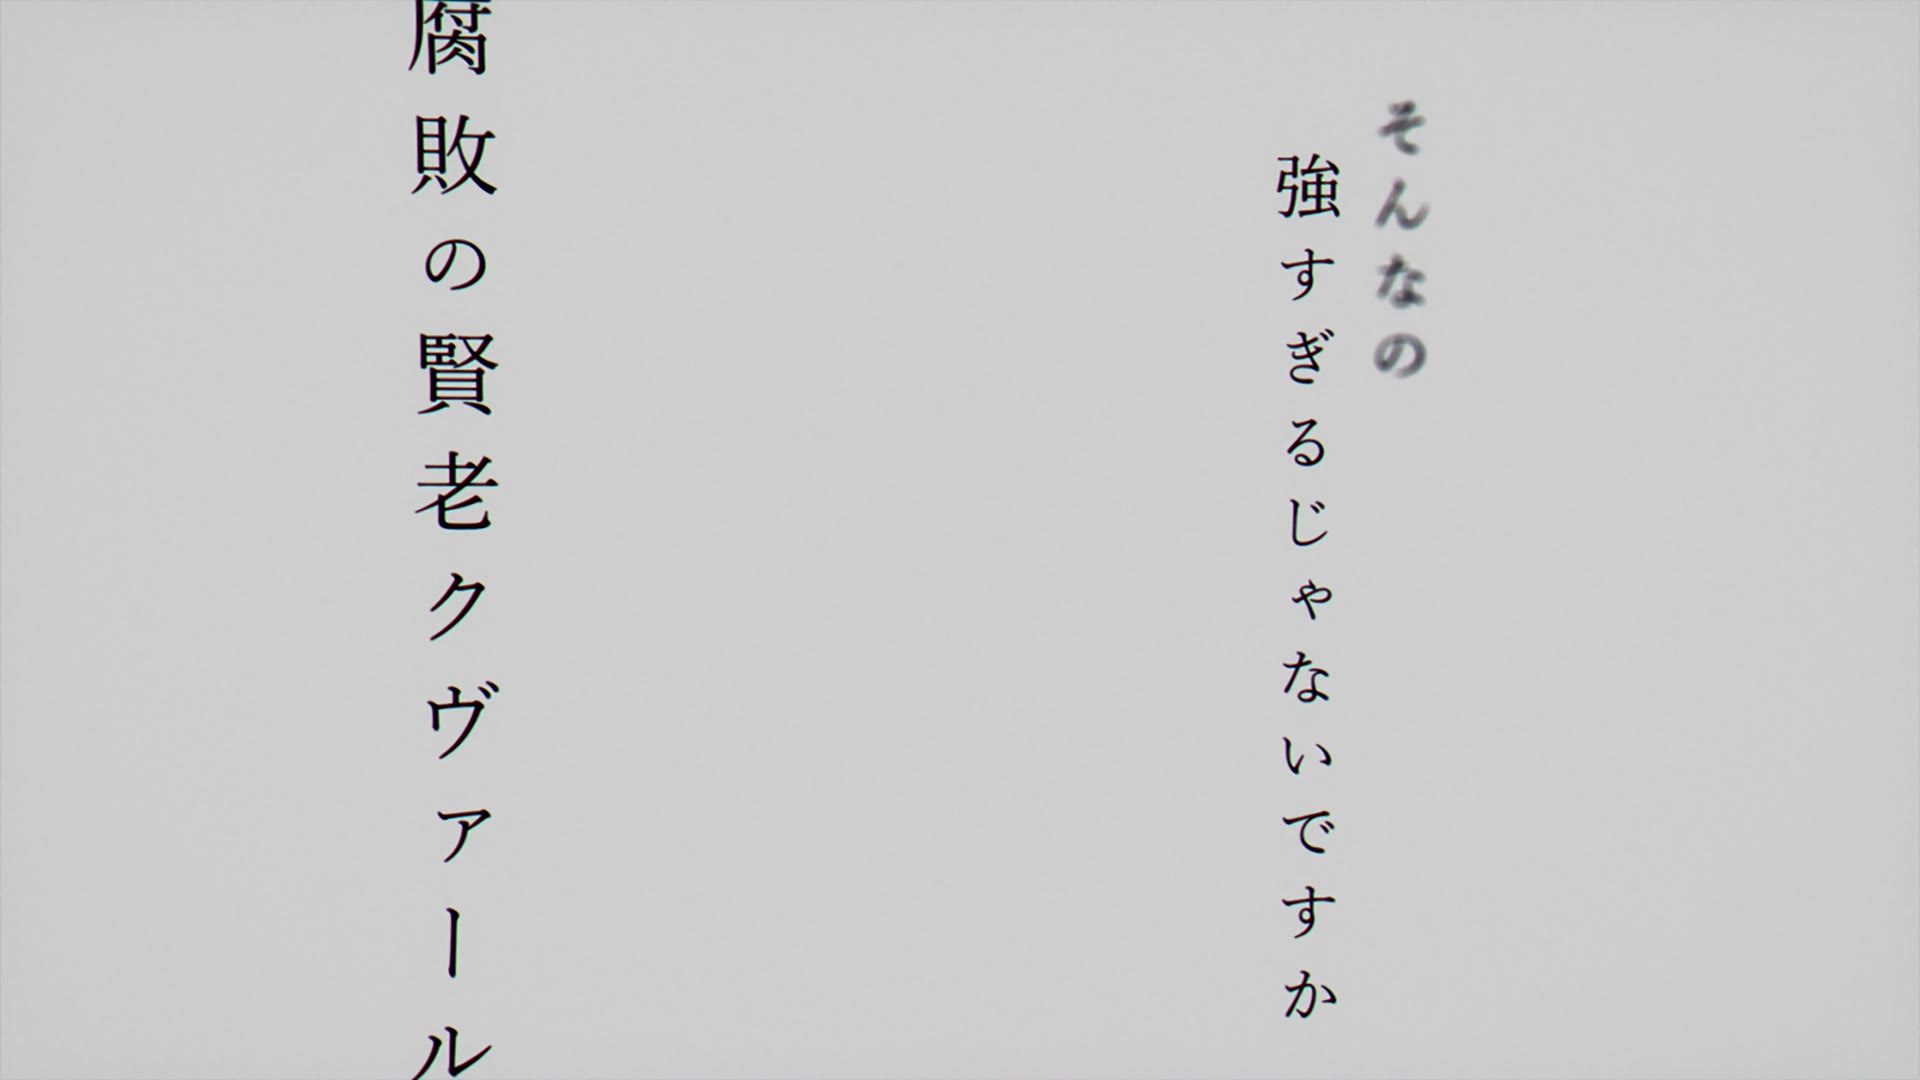 そんなの
強すぎるじゃないですか
腐敗の賢老クヴァール